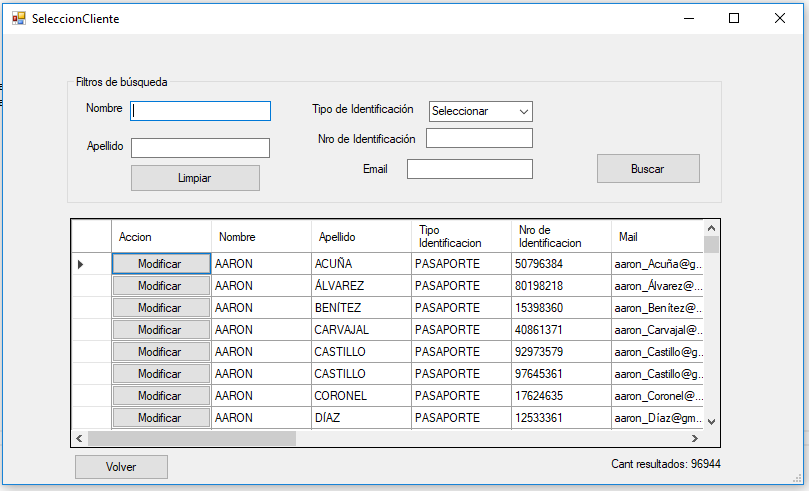 SeleccionCliente
Filtros de búsqueda
Nombre
Tipo de Identificación Seleccionar
Apellido
Nro de Identificación
Limpiar
Email
Buscar
Accion Nombre Apellido Tipo Identificacion Nro de Identificacion Mail
Modificar AARON ACUÑA PASAPORTE 50796384 aaron_Acuña@g...
Modificar AARON ÁLVAREZ PASAPORTE 80198218 aaron_Álvarez@...
Modificar AARON BENÍTEZ PASAPORTE 15398360 aaron_Benítez@...
Modificar AARON CARVAJAL PASAPORTE 40861371 aaron_Carvajal@...
Modificar AARON CASTILLO PASAPORTE 92973579 aaron_Castillo@g...
Modificar AARON CASTILLO PASAPORTE 97645361 aaron_Castillo@g...
Modificar AARON CORONEL PASAPORTE 17624635 aaron_Coronel@...
Modificar AARON DÍAZ PASAPORTE 12533361 aaron_Díaz@gm...
Volver
Cant resultados: 96944